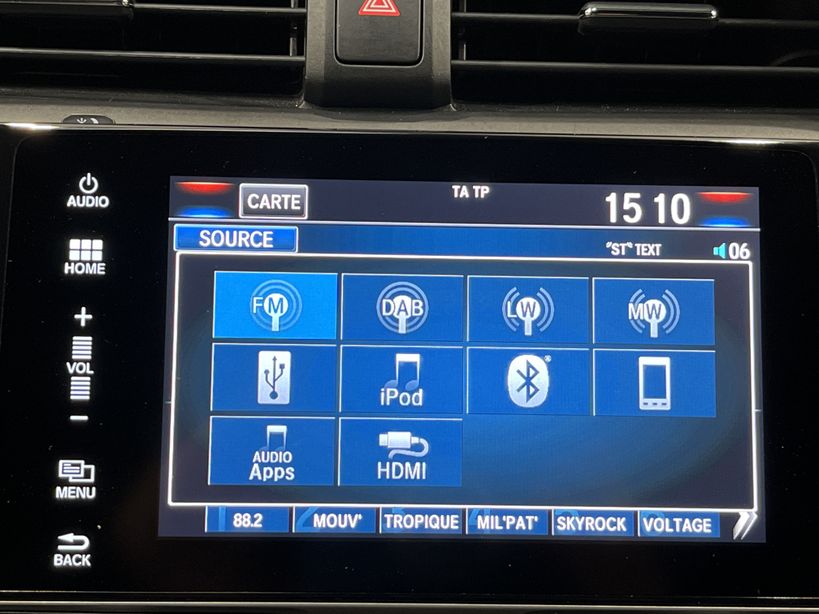 AUDIO
HOME
+
VOL
-
MENU
BACK
TA TP
CARTE
15 10
SOURCE
"ST" TEXT
06
FM
DAB
LW
MW
iPod
AUDIO
Apps
HDMI
88.2
MOUV'
TROPIQUE
MIL'PAT'
SKYROCK
VOLTAGE